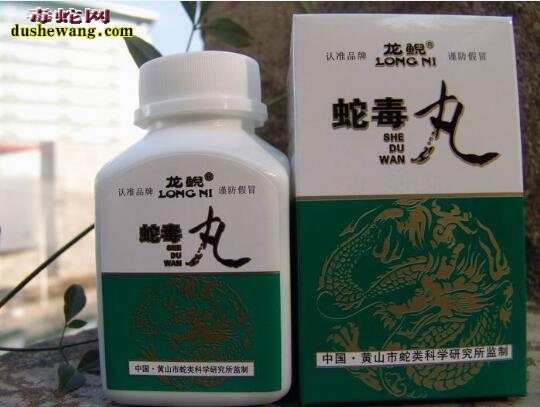 毒蛇网
dushewang.com
认准品牌 龙鲵® 谨防假冒
LONG NI
蛇毒丸
SHE
DU
WAN
中国·黄山市蛇类科学研究所监制
认准品牌 龙鲵® 谨防假冒
LONG NI
蛇毒丸
SHE
DU
WAN
中国·黄山市蛇类科学研究所监制